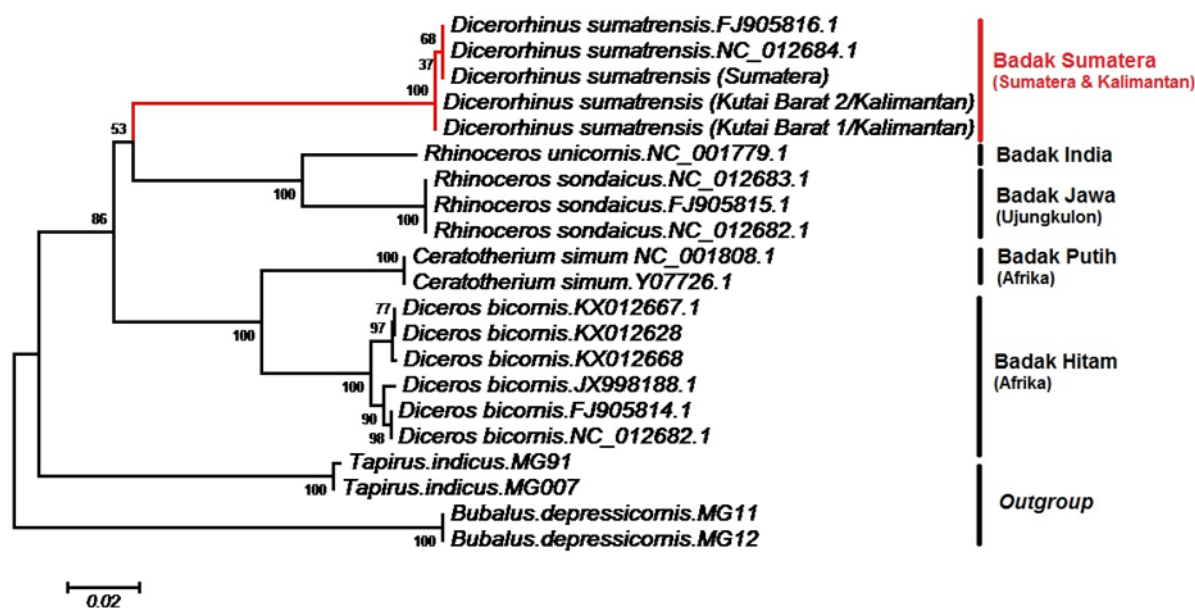 Dicerorhinus sumatrensis.FJ905816.1
68
Dicerorhinus sumatrensis.NC_012684.1
37
Dicerorhinus sumatrensis (Sumatera)
100
Dicerorhinus sumatrensis (Kutai Barat 2/Kalimantan)
Dicerorhinus sumatrensis (Kutai Barat 1/Kalimantan)
Badak Sumatera
(Sumatera & Kalimantan)
53
Rhinoceros unicornis.NC_001779.1
Badak India
100
Rhinoceros sondaicus.NC_012683.1
Rhinoceros sondaicus.FJ905815.1
100
Rhinoceros sondaicus.NC_012682.1
Badak Jawa
(Ujungkulon)
86
100
Ceratotherium simum NC_001808.1
Ceratotherium simum.Y07726.1
Badak Putih
(Afrika)
100
77
Diceros bicornis.KX012667.1
97
Diceros bicornis.KX012628
Diceros bicornis.KX012668
100
Diceros bicornis.JX998188.1
90
Diceros bicornis.FJ905814.1
98
Diceros bicornis.NC_012682.1
Badak Hitam
(Afrika)
Tapirus.indicus.MG91
100
Tapirus.indicus.MG007
Bubalus.depressicornis.MG11
100
Bubalus.depressicornis.MG12
Outgroup
0.02